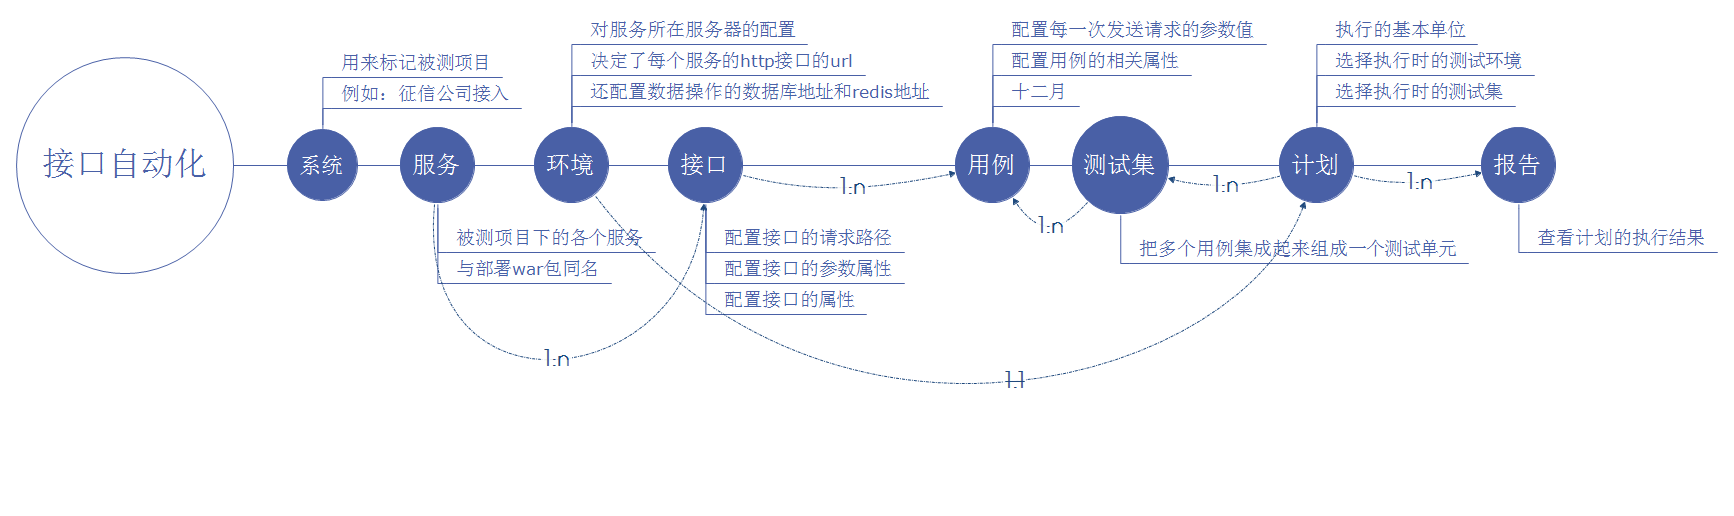 接口自动化
用来标记被测项目
例如：征信公司接入
系统
服务
被测项目下的各个服务
与部署war包同名
对服务所在服务器的配置
决定了每个服务的http接口的url
还配置数据操作的数据库地址和redis地址
环境
接口
配置接口的请求路径
配置接口的参数属性
配置接口的属性
配置每一次发送请求的参数值
配置用例的相关属性
十二月
用例
测试集
把多个用例集成起来组成一个测试单元
执行的基本单位
选择执行时的测试环境
选择执行时的测试集
计划
报告
查看计划的执行结果
1:n
1:n
1:n
1:n
1:n
1:1